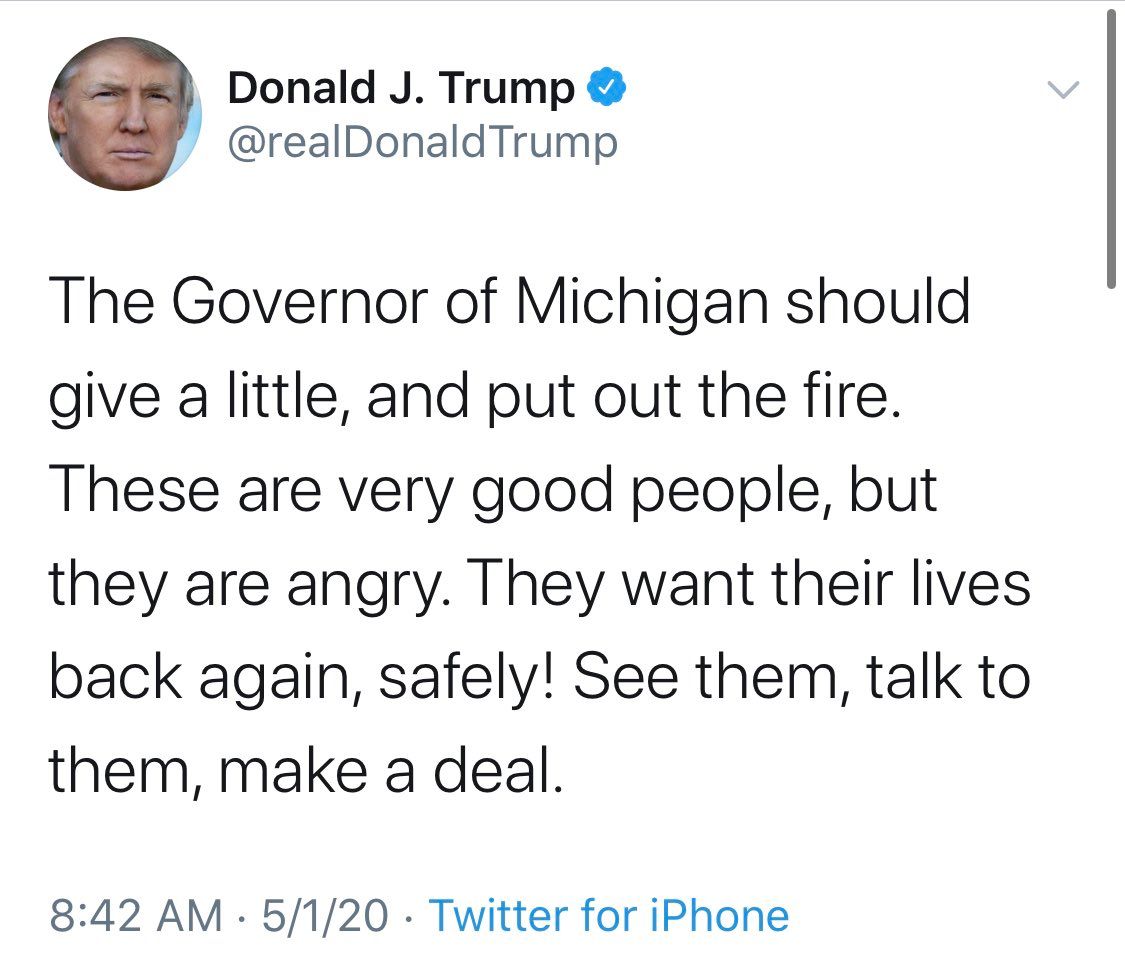 Donald J. Trump
@realDonaldTrump
The Governor of Michigan should
give a little, and put out the fire.
These are very good people, but
they are angry. They want their lives
back again, safely! See them, talk to
them, make a deal.
8:42 AM · 5/1/20 · Twitter for iPhone